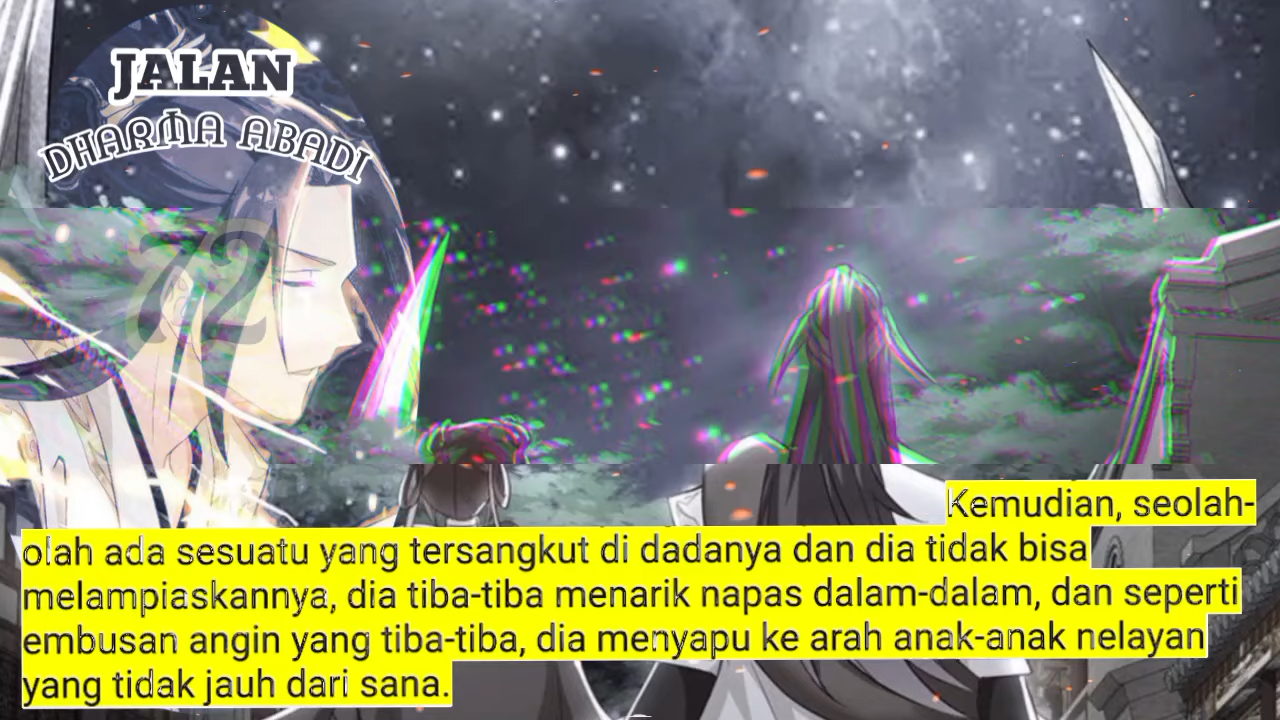 JALAN
DHARMA ABADI
72
Kemudian, seolah-
olah ada sesuatu yang tersangkut di dadanya dan dia tidak bisa
melampiaskannya, dia tiba-tiba menarik napas dalam-dalam, dan seperti
embusan angin yang tiba-tiba, dia menyapu ke arah anak-anak nelayan
yang tidak jauh dari sana.